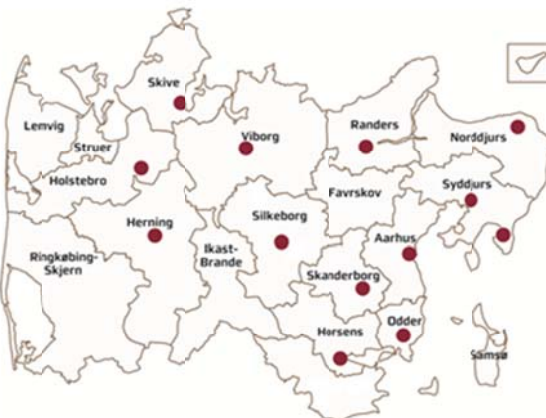 Skive
Lemvig
Struer
Viborg
Randers
Norddjurs
Holstebro
Favrskov
Syddjurs
Herning
Silkeborg
Aarhus
Ikast-
Brande
Ringkøbing-
Skjern
Skanderborg
Horsens
Odder
Samsø